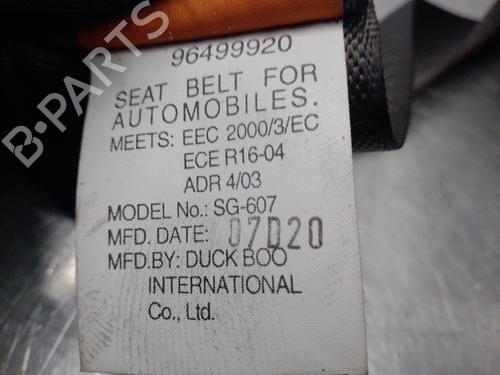 B-PARTS
96499920
SEAT BELT FOR
AUTOMOBILES.
MEETS: EEC 2000/3/EC
ECE R16-04
ADR 4/03
MODEL No.: SG-607
MFD. DATE: 07D20
MFD.BY: DUCK BOO
INTERNATIONAL
Co., Ltd.